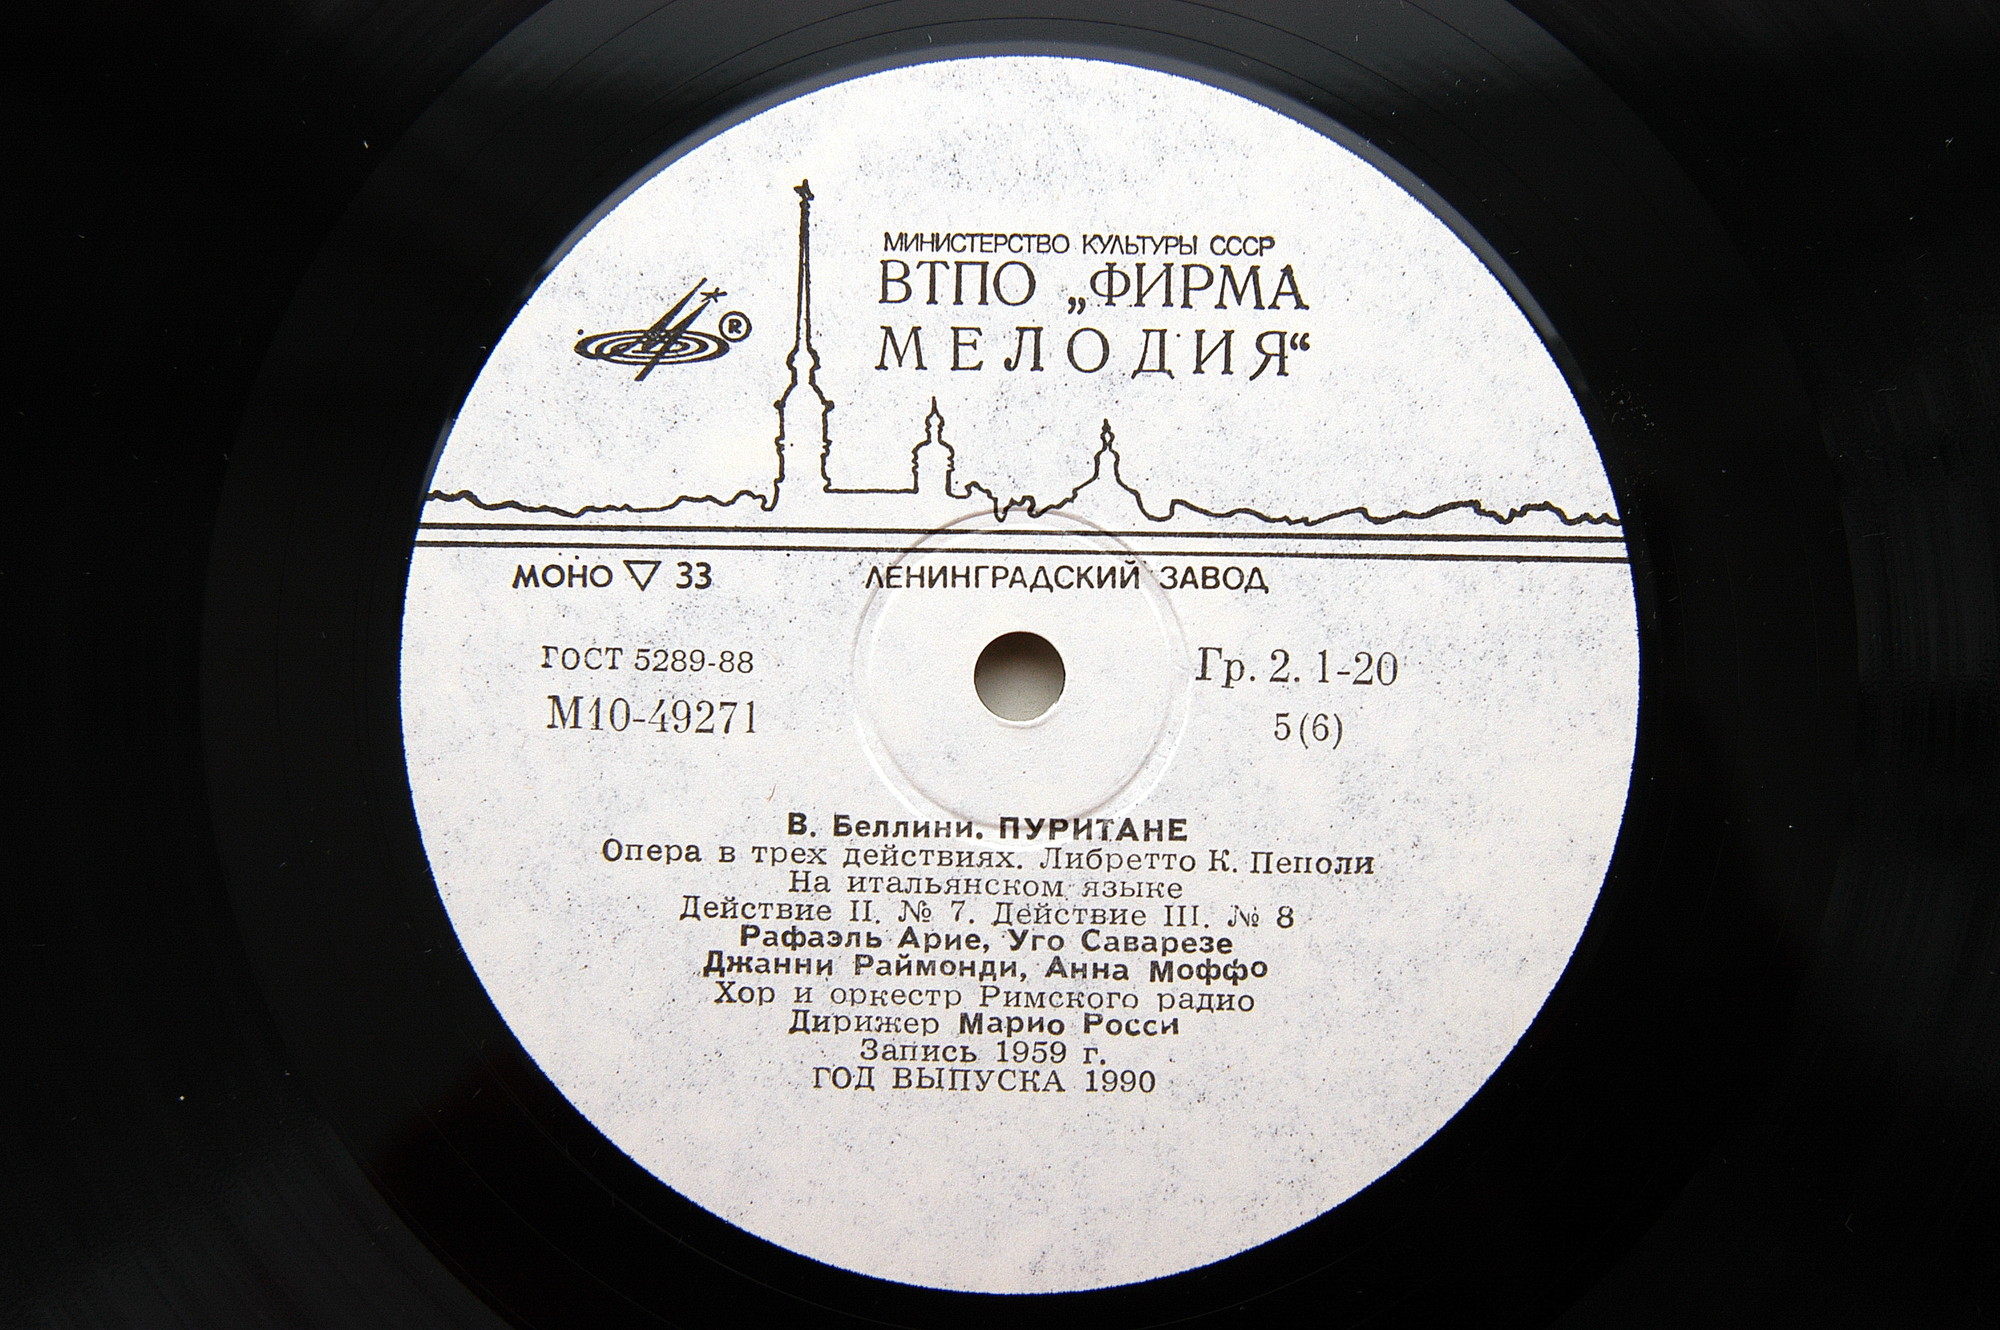 МИНИСТЕРСТВО КУЛЬТУРЫ СССР
ВТПО „ФИРМА
МЕЛОДИЯ“
®
МОНО ▽ 33
ЛЕНИНГРАДСКИЙ ЗАВОД
ГОСТ 5289-88
М10-49271
Гр. 2. 1-20
5(6)
В. Беллини. ПУРИТАНЕ
Опера в трех действиях. Либретто К. Пеполи
На итальянском языке
Действие II. № 7. Действие III. № 8
Рафаэль Арие, Уго Саварезе
Джанни Раймонди, Анна Моффо
Хор и оркестр Римского радио
Дирижер Марио Росси
Запись 1959 г.
ГОД ВЫПУСКА 1990